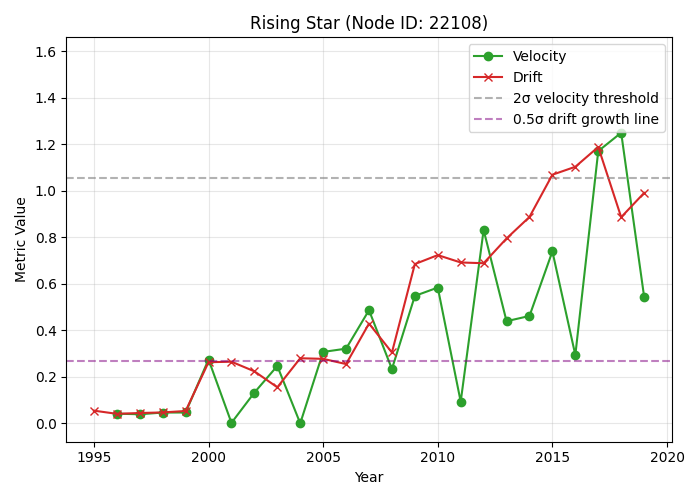 Rising Star (Node ID: 22108)
Velocity
Drift
2σ velocity threshold
0.5σ drift growth line
Metric Value
1.6
1.4
1.2
1.0
0.8
0.6
0.4
0.2
0.0
1995
2000
2005
2010
2015
2020
Year